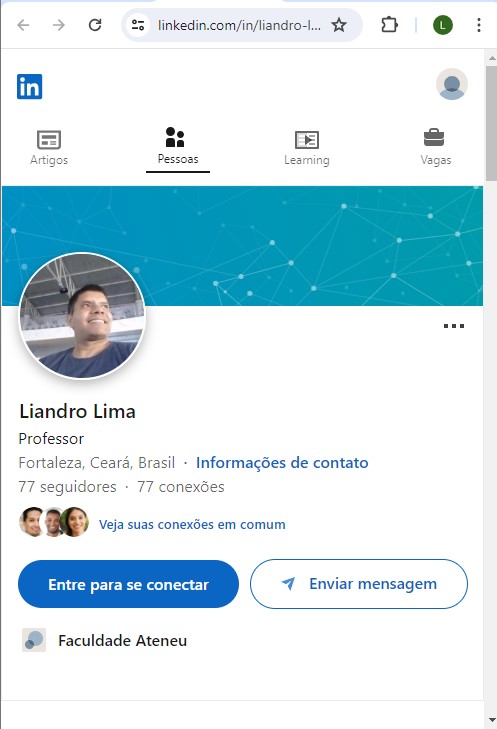 linkedin.com/in/liandro-l...
L
in
Artigos
Pessoas
Learning
Vagas
Liandro Lima
Professor
Fortaleza, Ceará, Brasil · Informações de contato
77 seguidores · 77 conexões
Veja suas conexões em comum
Entre para se conectar
Enviar mensagem
Faculdade Ateneu